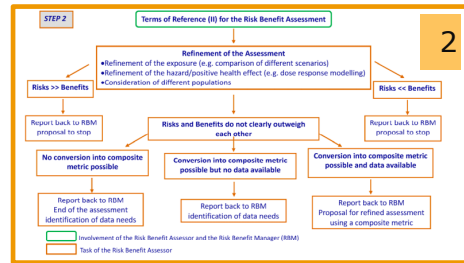 STEP 2
Terms of Reference (II) for the Risk Benefit Assessment
2
Refinement of the Assessment
•Refinement of the exposure (e.g. comparison of different scenarios)
•Refinement of the hazard/positive health effect (e.g. dose response modelling)
•Consideration of different populations
Risks >> Benefits
Risks << Benefits
Report back to RBM
proposal to stop
Report back to RBM
proposal to stop
Risks and Benefits do not clearly outweigh
each other
No conversion into composite
metric possible
Conversion into composite metric
possible but no data available
Conversion into composite metric
possible and data available
Report back to RBM
End of the assessment
identification of data needs
Report back to RBM
identification of data needs
Report back to RBM
Proposal for refined assessment
using a composite metric
Involvement of the Risk Benefit Assessor and the Risk Benefit Manager (RBM)
Task of the Risk Benefit Assessor